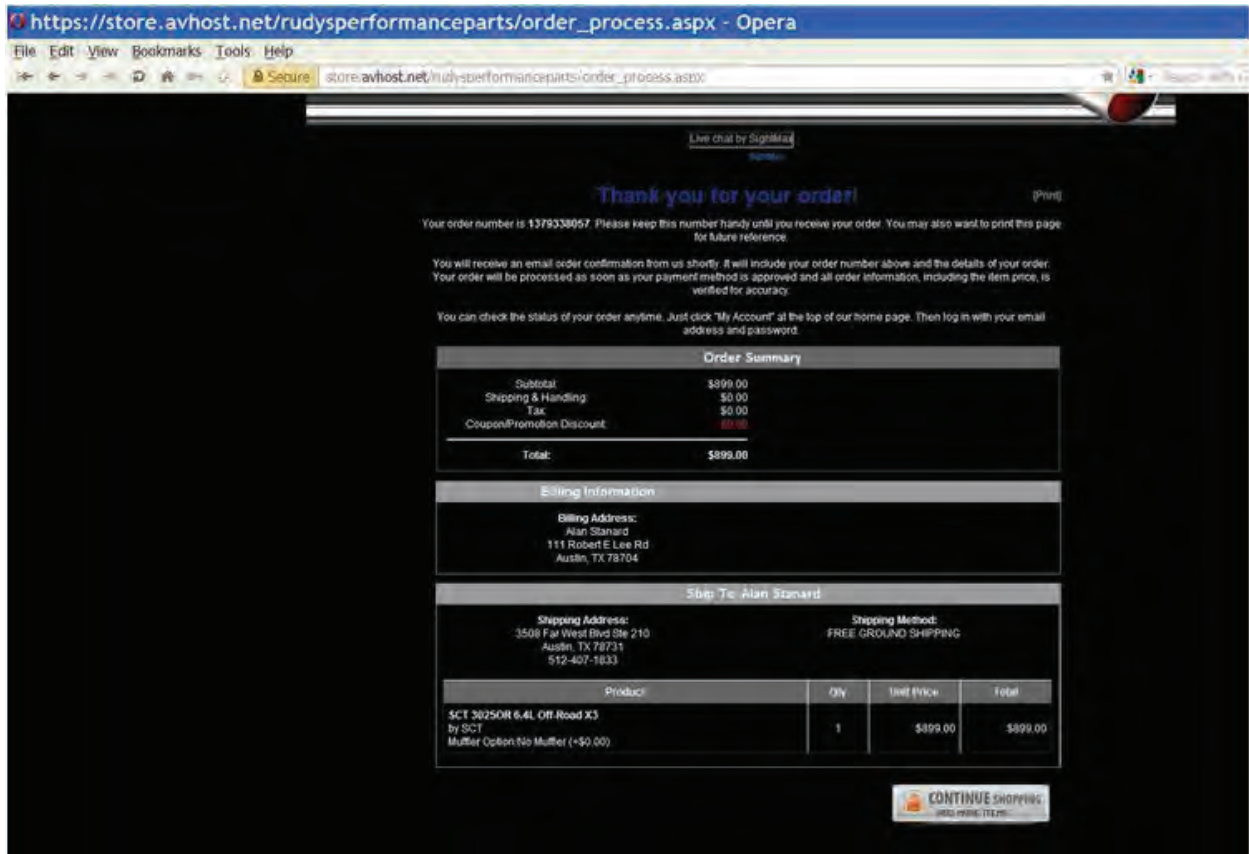 https://store.avhost.net/rudysperformanceparts/order_process.aspx - Opera
File Edit View Bookmarks Tools Help
Secure store.avhost.net/rudysperformanceparts/order_process.aspx
Live chat by SightMax
SightMax
Thank you for your order!
[Print]
Your order number is 1379338057. Please keep this number handy until you receive your order. You may also want to print this page
for future reference.
You will receive an email order confirmation from us shortly. It will include your order number above and the details of your order.
Your order will be processed as soon as your payment method is approved and all order information, including the item price, is
verified for accuracy.
You can check the status of your order anytime. Just click "My Account" at the top of our home page. Then log in with your email
address and password.
Order Summary
Subtotal: $899.00
Shipping & Handling: $0.00
Tax: $0.00
Coupon/Promotion Discount: $0.00
Total: $899.00
Billing Information
Billing Address:
Alan Stanard
111 Robert E Lee Rd
Austin, TX 78704
Ship To: Alan Stanard
Shipping Address: Shipping Method:
3508 Far West Blvd Ste 210 FREE GROUND SHIPPING
Austin, TX 78731
512-407-1833
Product Qty Unit Price Total
SCT 3025OR 6.4L Off-Road X3
by SCT 1 $899.00 $899.00
Muffler Option:No Muffler (+$0.00)
CONTINUE SHOPPING
ADD MORE ITEMS